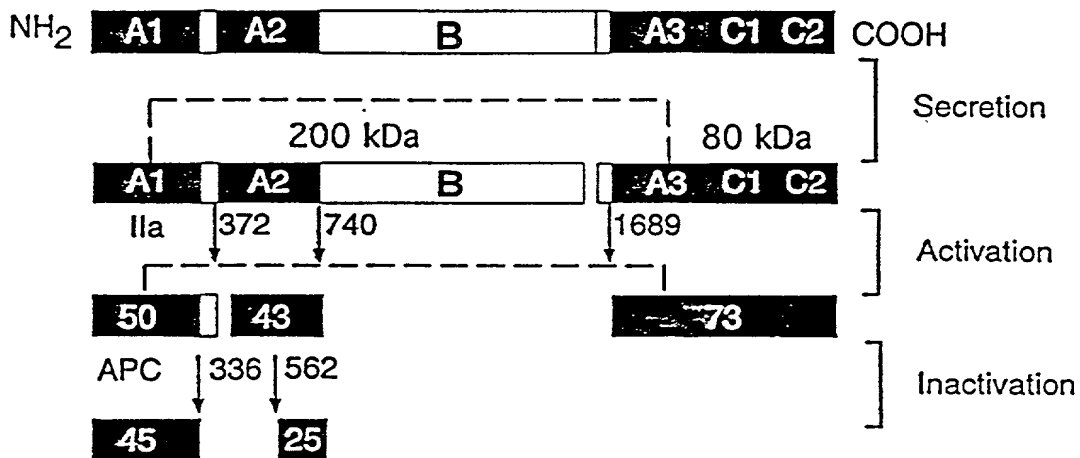 NH2 A1 A2 B A3 C1 C2 COOH
Secretion
200 kDa 80 kDa
A1 A2 B A3 C1 C2
IIa 372 740 1689
Activation
50 43 73
APC 336 562
Inactivation
45 25